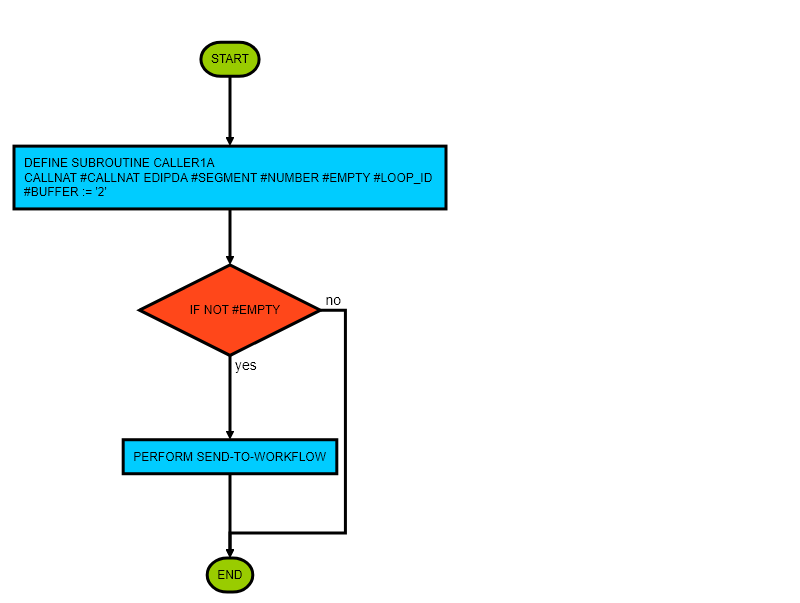 START
DEFINE SUBROUTINE CALLER1A
CALLNAT #CALLNAT EDIPDA #SEGMENT #NUMBER #EMPTY #LOOP_ID
#BUFFER := '2'
IF NOT #EMPTY
no
yes
PERFORM SEND-TO-WORKFLOW
END